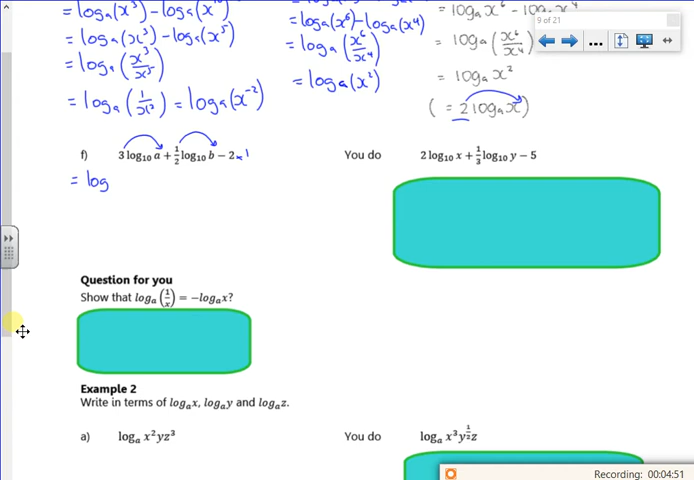 = logₐ(x³) - logₐ(x⁵)
= logₐ(x³) - logₐ(x⁵)
= logₐ(x³/x⁵)
= logₐ(1/x²) = logₐ(x⁻²)
= logₐ(x⁶) - logₐ(x⁴)
= logₐ(x⁶/x⁴)
= logₐ(x²)
= logₐ x⁶ - logₐ x⁴
= logₐ(x⁶/x⁴)
= logₐ x²
( = 2 logₐ x )
9 of 21
f) 3 log₁₀ a + ½ log₁₀ b − 2 × 1
= log
You do 2 log₁₀ x + ⅓ log₁₀ y − 5
Question for you
Show that logₐ(1/x) = −logₐx?
Example 2
Write in terms of logₐx, logₐy and logₐz.
a) logₐ x²yz³
You do logₐ x³y^½z
Recording: 00:04:51